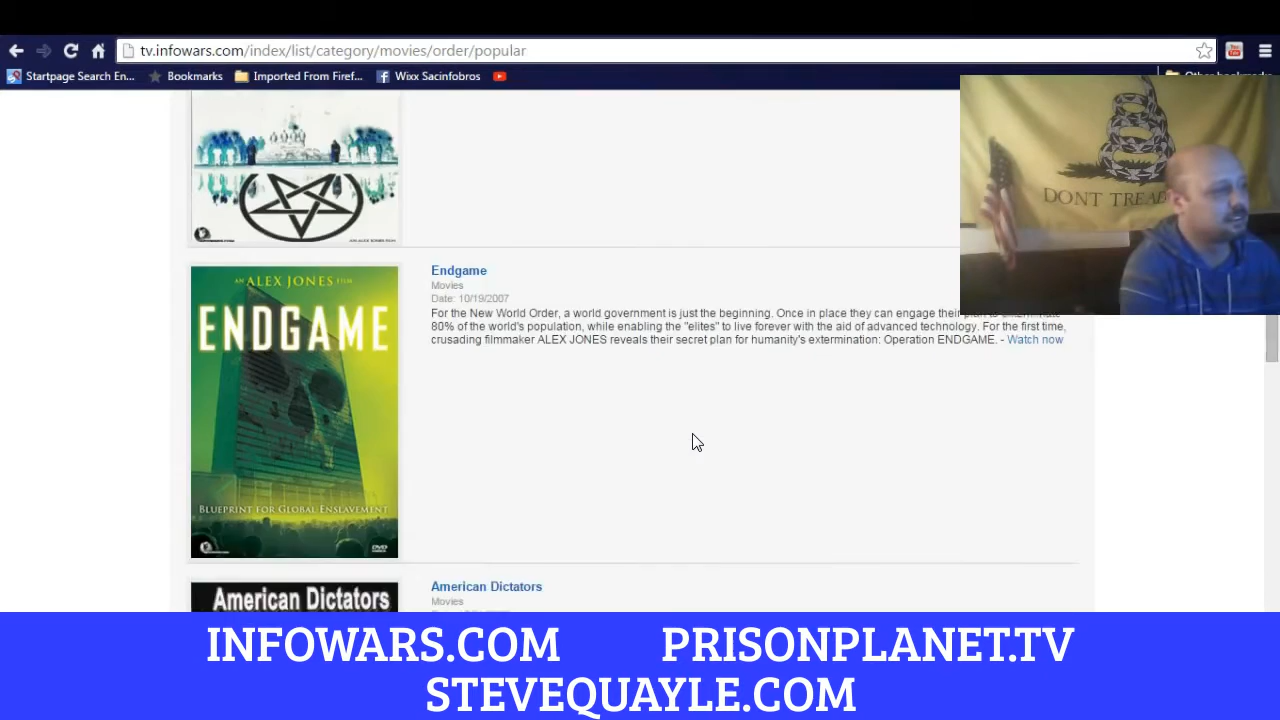 tv.infowars.com/index/list/category/movies/order/popular
Startpage Search En... Bookmarks Imported From Firef... Wixx Sacinfobros
DONT TREAD
Endgame
Movies
Date: 10/19/2007
For the New World Order, a world government is just the beginning. Once in place they can engage their plan to exterminate
80% of the world's population, while enabling the "elites" to live forever with the aid of advanced technology. For the first time,
crusading filmmaker ALEX JONES reveals their secret plan for humanity's extermination: Operation ENDGAME. - Watch now
AN ALEX JONES FILM
ENDGAME
BLUEPRINT FOR GLOBAL ENSLAVEMENT
DVD
American Dictators
Movies
American Dictators
INFOWARS.COM PRISONPLANET.TV
STEVEQUAYLE.COM